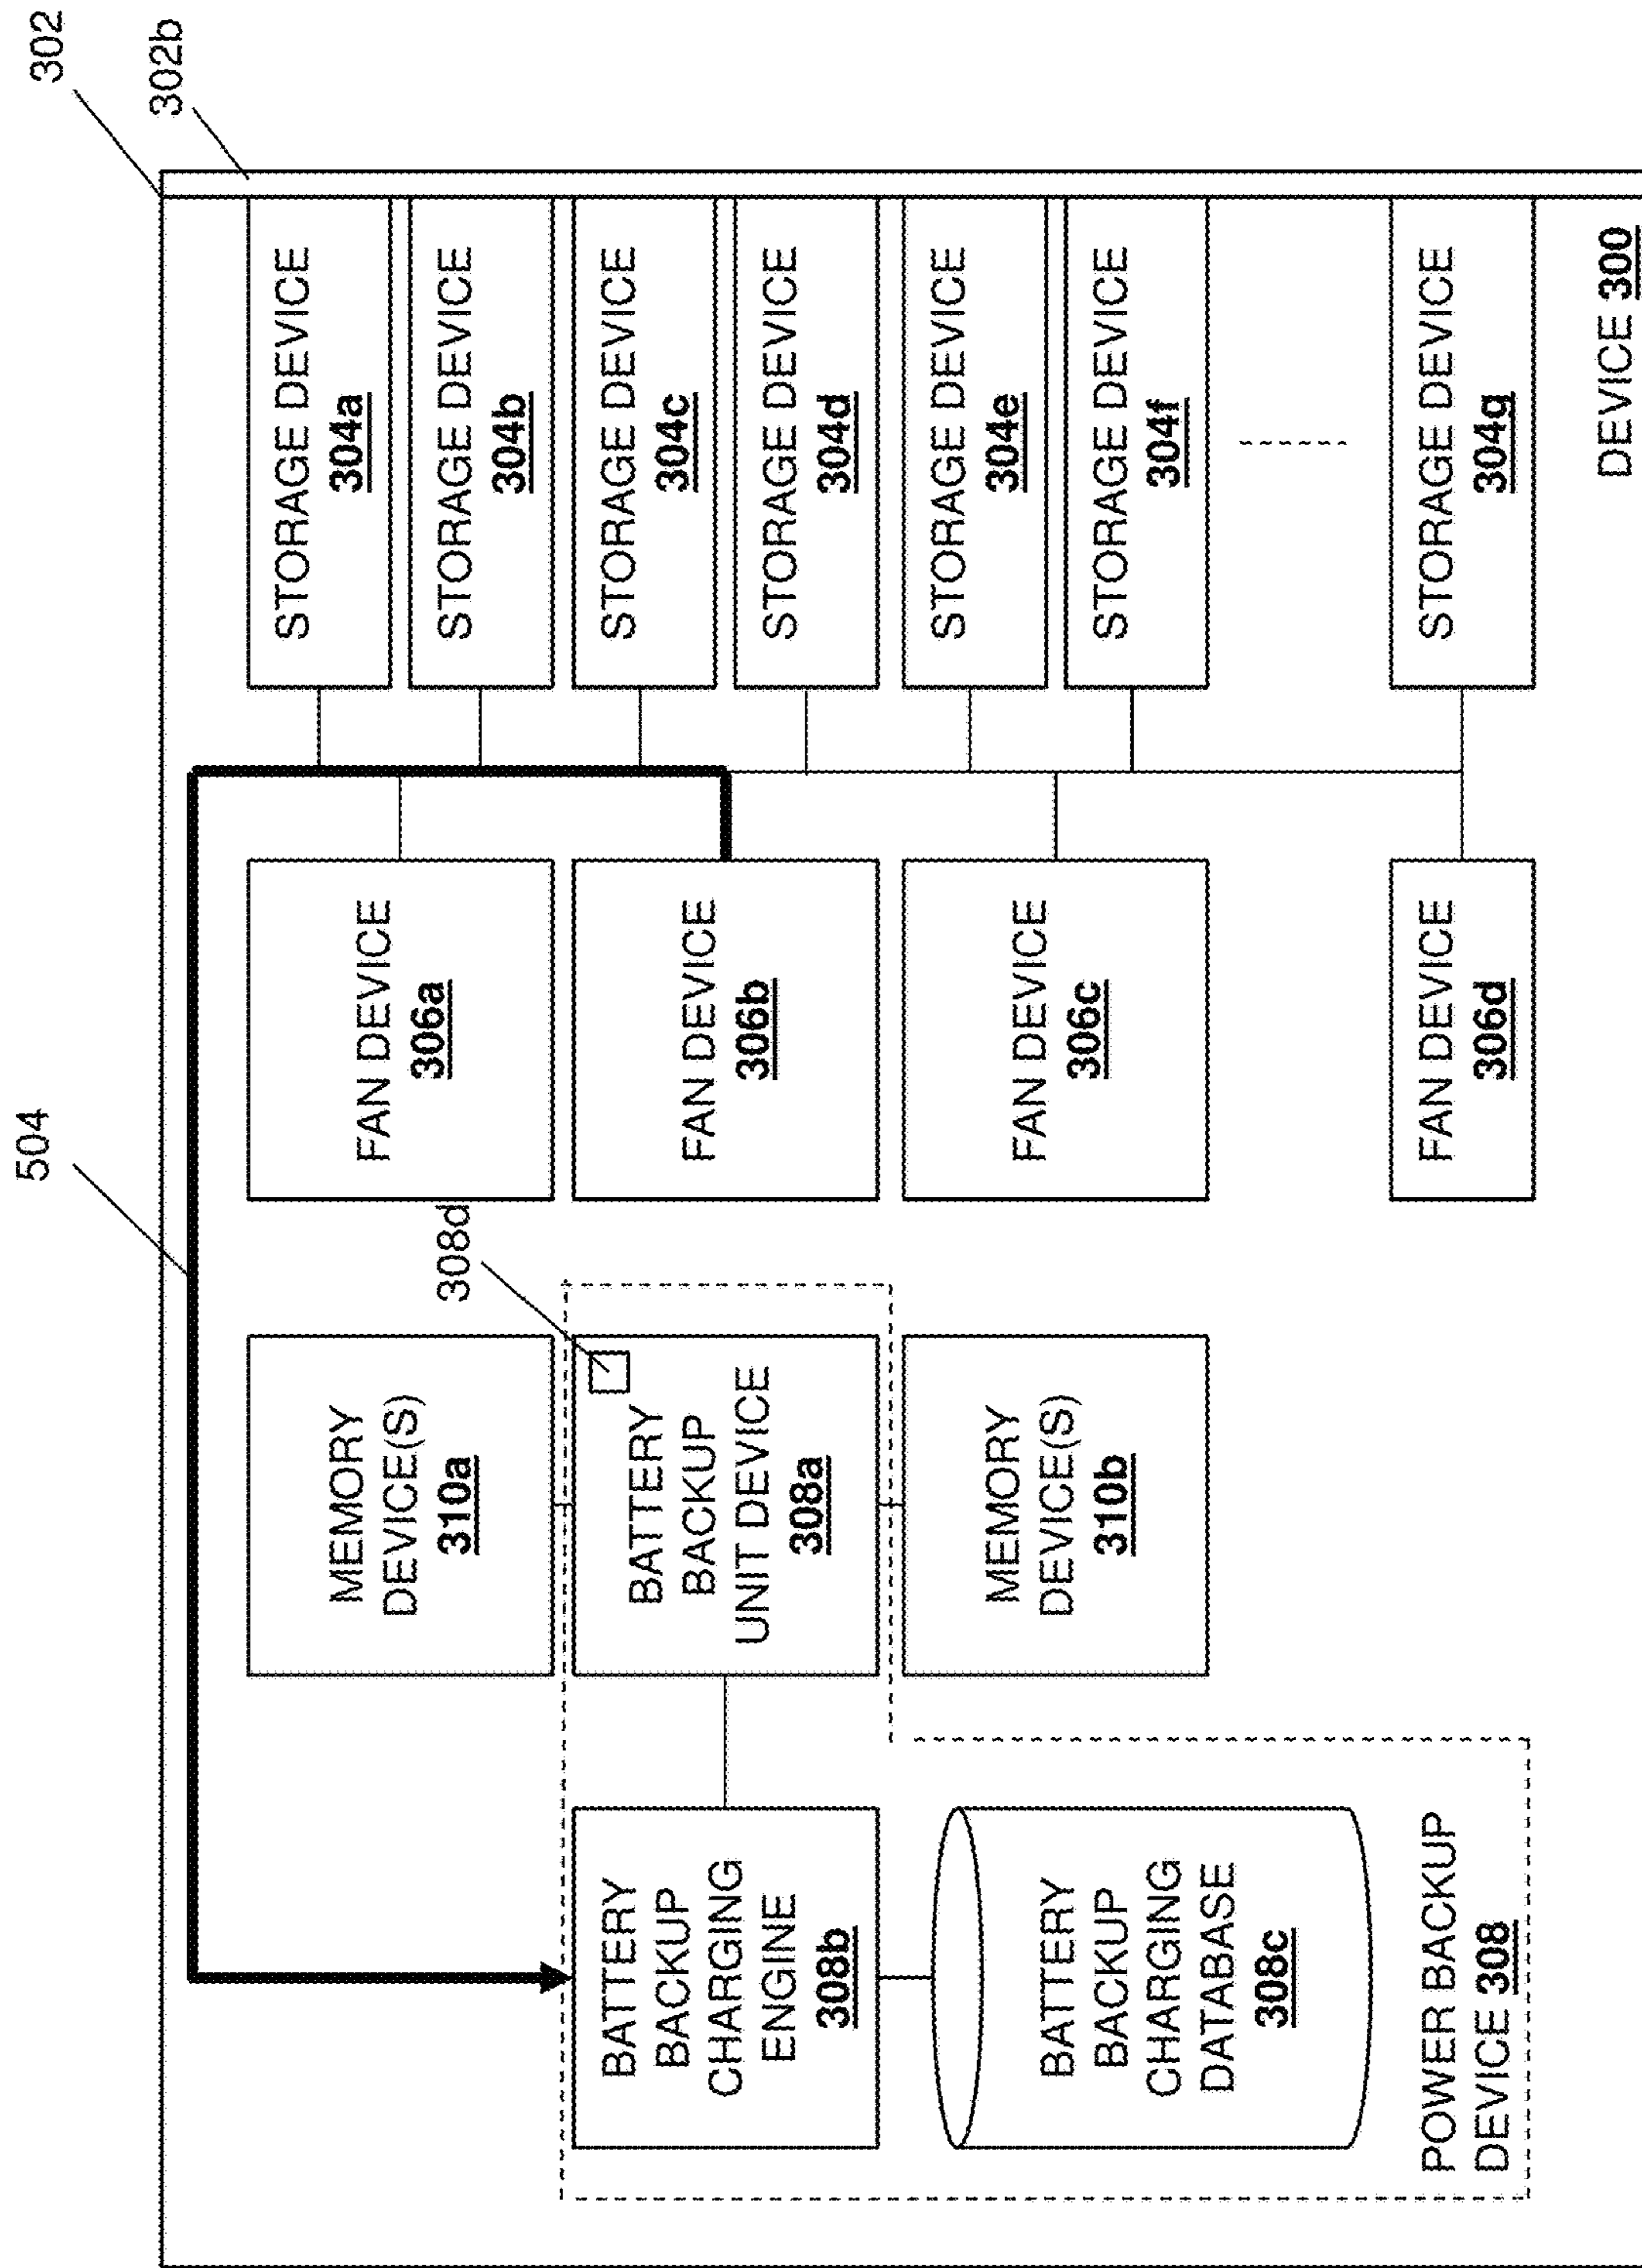 504
302
302b
MEMORY
DEVICE(S)
310a
FAN DEVICE
306a
STORAGE DEVICE
304a
STORAGE DEVICE
304b
308d
BATTERY
BACKUP
CHARGING
ENGINE
308b
BATTERY
BACKUP
UNIT DEVICE
308a
FAN DEVICE
306b
STORAGE DEVICE
304c
STORAGE DEVICE
304d
BATTERY
BACKUP
CHARGING
DATABASE
308c
MEMORY
DEVICE(S)
310b
FAN DEVICE
306c
STORAGE DEVICE
304e
STORAGE DEVICE
304f
POWER BACKUP
DEVICE 308
FAN DEVICE
306d
STORAGE DEVICE
304g
DEVICE 300